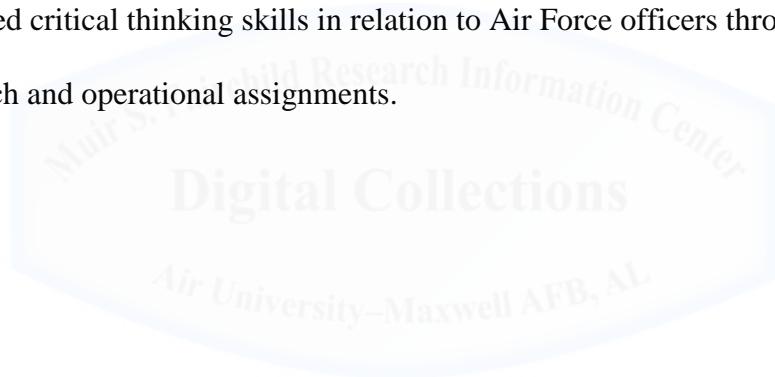 ed critical thinking skills in relation to Air Force officers thro
ch and operational assignments.
Muir S. Fairchild Research Information Center
Digital Collections
Air University–Maxwell AFB, AL